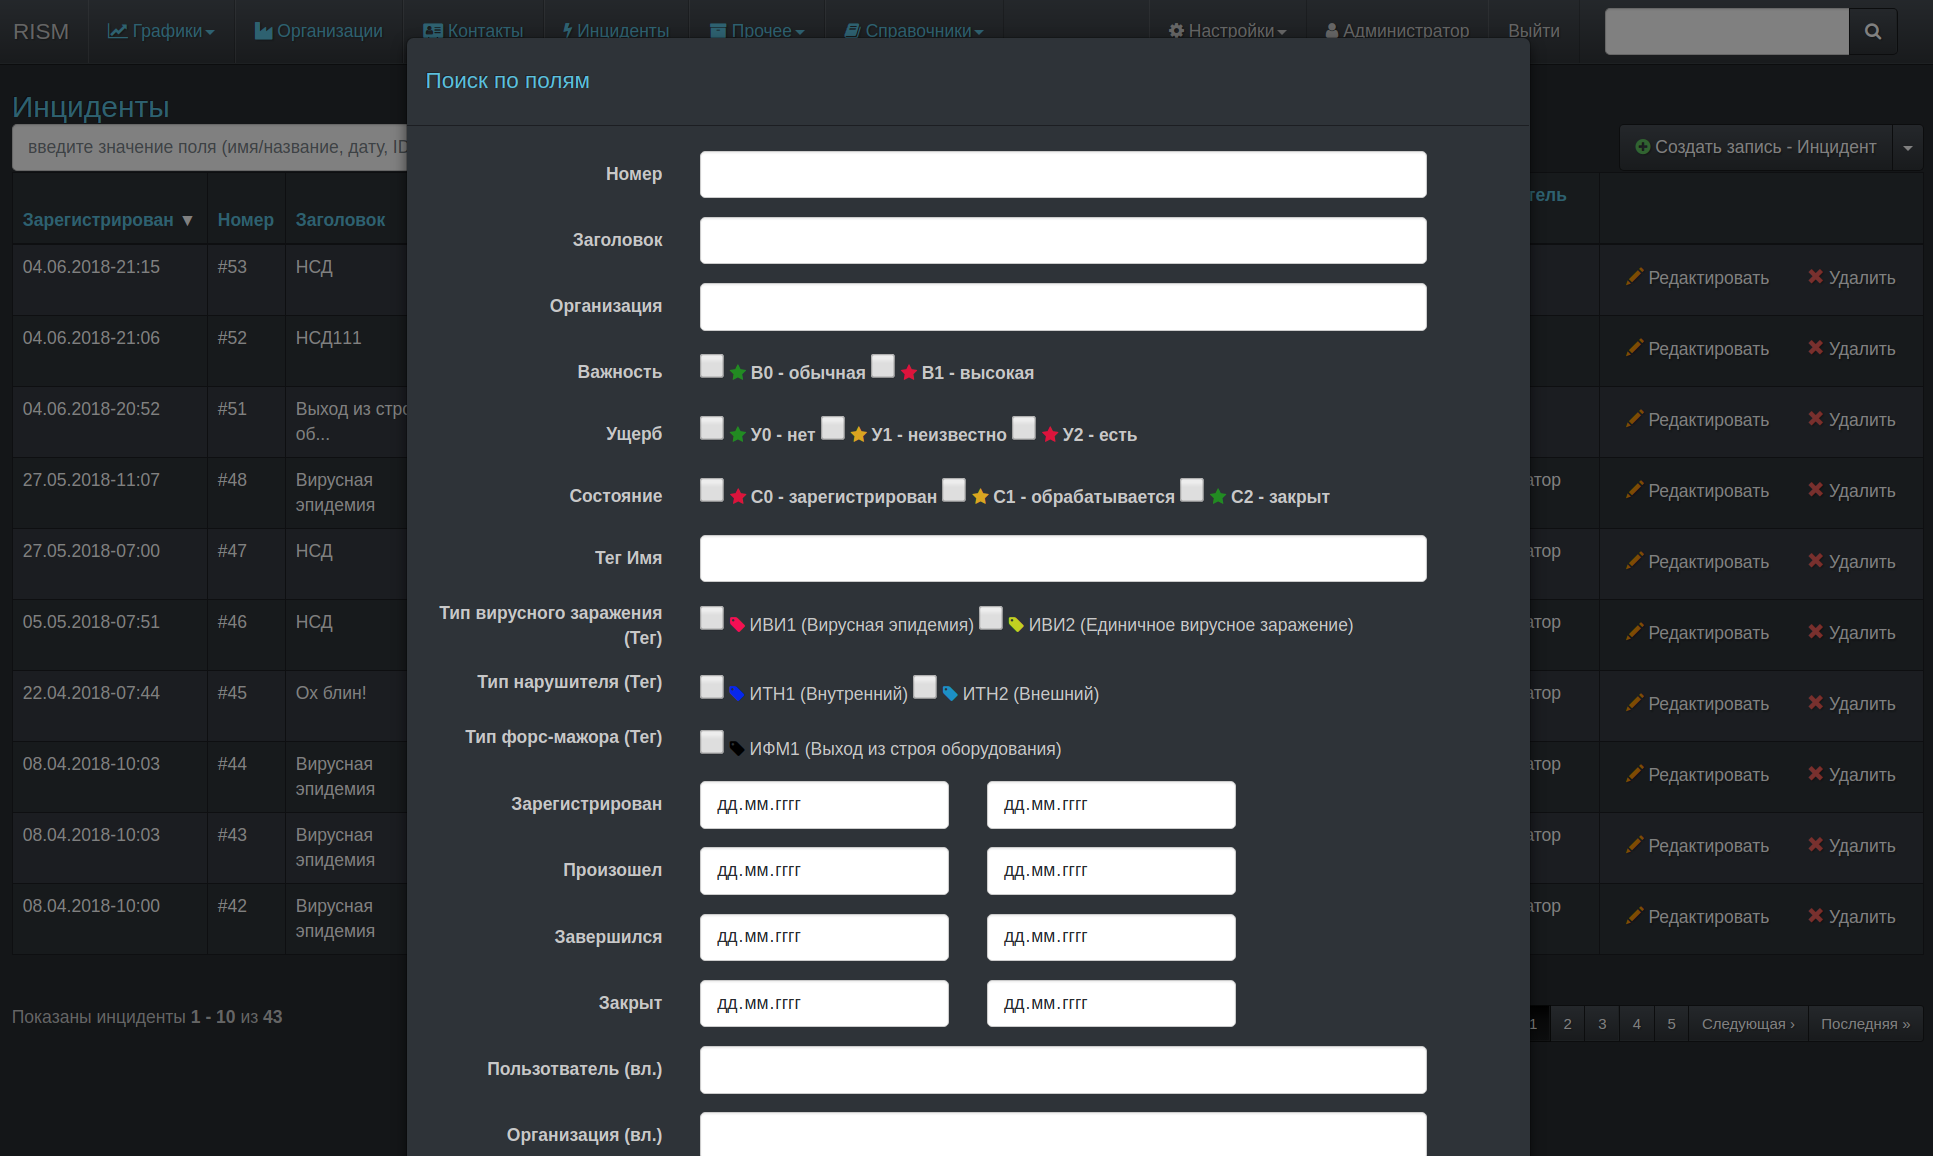 RISM
Графики
Организации
Контакты
Инциденты
Прочее
Справочники
Настройки
Администратор
Выйти
Инциденты
введите значение поля (имя/название, дату, ID
Создать запись - Инцидент
Зарегистрирован ▼ Номер Заголовок
04.06.2018-21:15 #53 НСД Редактировать Удалить
04.06.2018-21:06 #52 НСД111 Редактировать Удалить
04.06.2018-20:52 #51 Выход из стро Редактировать Удалить
об...
27.05.2018-11:07 #48 Вирусная Редактировать Удалить
эпидемия
27.05.2018-07:00 #47 НСД Редактировать Удалить
05.05.2018-07:51 #46 НСД Редактировать Удалить
22.04.2018-07:44 #45 Ох блин! Редактировать Удалить
08.04.2018-10:03 #44 Вирусная Редактировать Удалить
эпидемия
08.04.2018-10:03 #43 Вирусная Редактировать Удалить
эпидемия
08.04.2018-10:00 #42 Вирусная Редактировать Удалить
эпидемия
Показаны инциденты 1 - 10 из 43
1 2 3 4 5 Следующая › Последняя »
Поиск по полям
Номер
Заголовок
Организация
Важность В0 - обычная В1 - высокая
Ущерб У0 - нет У1 - неизвестно У2 - есть
Состояние С0 - зарегистрирован С1 - обрабатывается С2 - закрыт
Тег Имя
Тип вирусного заражения
(Тег) ИВИ1 (Вирусная эпидемия) ИВИ2 (Единичное вирусное заражение)
Тип нарушителя (Тег) ИТН1 (Внутренний) ИТН2 (Внешний)
Тип форс-мажора (Тег) ИФМ1 (Выход из строя оборудования)
Зарегистрирован дд.мм.гггг дд.мм.гггг
Произошел дд.мм.гггг дд.мм.гггг
Завершился дд.мм.гггг дд.мм.гггг
Закрыт дд.мм.гггг дд.мм.гггг
Пользотватель (вл.)
Организация (вл.)